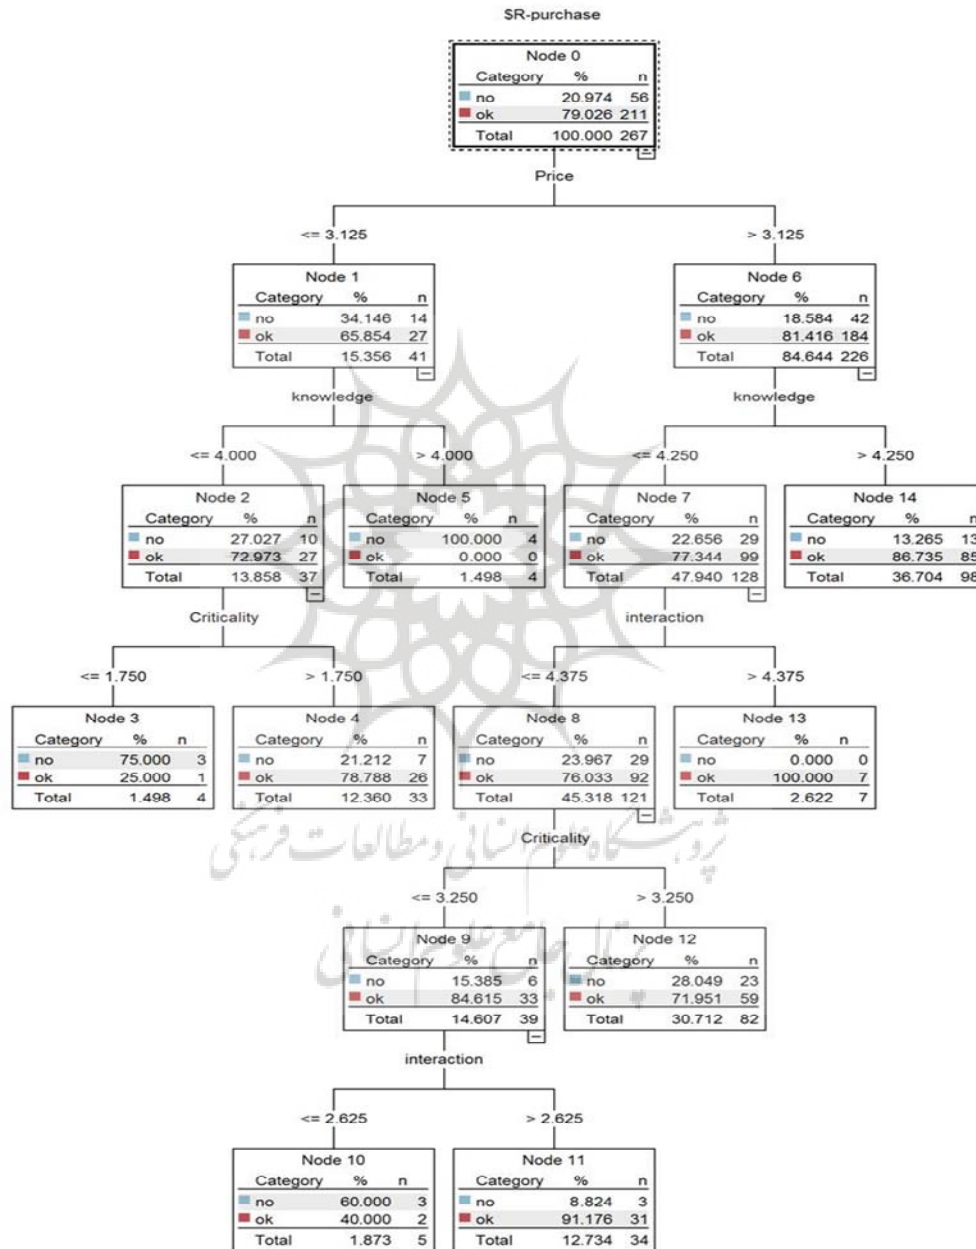 $R-purchase
Node 0
Category % n
no 20.974 56
ok 79.026 211
Total 100.000 267
Price
<= 3.125 > 3.125
Node 1
Category % n
no 34.146 14
ok 65.854 27
Total 15.356 41
Node 6
Category % n
no 18.584 42
ok 81.416 184
Total 84.644 226
knowledge knowledge
<= 4.000 > 4.000 <= 4.250 > 4.250
Node 2
Category % n
no 27.027 10
ok 72.973 27
Total 13.858 37
Node 5
Category % n
no 100.000 4
ok 0.000 0
Total 1.498 4
Node 7
Category % n
no 22.656 29
ok 77.344 99
Total 47.940 128
Node 14
Category % n
no 13.265 13
ok 86.735 85
Total 36.704 98
Criticality interaction
<= 1.750 > 1.750 <= 4.375 > 4.375
Node 3
Category % n
no 75.000 3
ok 25.000 1
Total 1.498 4
Node 4
Category % n
no 21.212 7
ok 78.788 26
Total 12.360 33
Node 8
Category % n
no 23.967 29
ok 76.033 92
Total 45.318 121
Node 13
Category % n
no 0.000 0
ok 100.000 7
Total 2.622 7
پژوهشگاه علوم انسانی و مطالعات فرهنگی
Criticality
<= 3.250 > 3.250
پرتال جامع علوم انسانی
Node 9
Category % n
no 15.385 6
ok 84.615 33
Total 14.607 39
Node 12
Category % n
no 28.049 23
ok 71.951 59
Total 30.712 82
interaction
<= 2.625 > 2.625
Node 10
Category % n
no 60.000 3
ok 40.000 2
Total 1.873 5
Node 11
Category % n
no 8.824 3
ok 91.176 31
Total 12.734 34